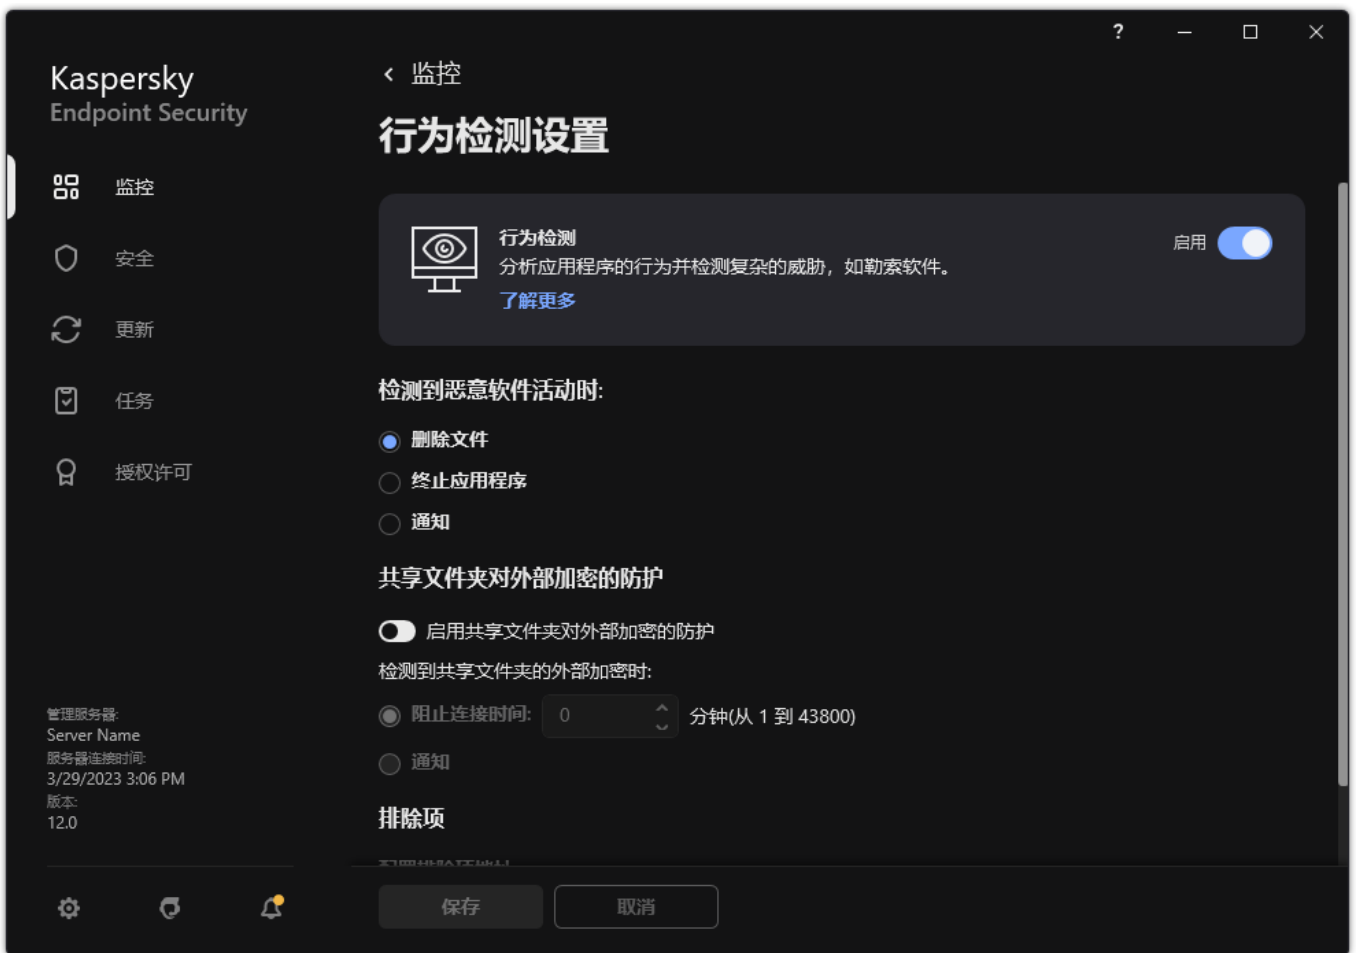 ?
Kaspersky
Endpoint Security
监控
安全
更新
任务
授权许可
管理服务器:
Server Name
服务器连接时间:
3/29/2023 3:06 PM
版本:
12.0
监控
行为检测设置
行为检测
分析应用程序的行为并检测复杂的威胁，如勒索软件。
了解更多
启用
检测到恶意软件活动时:
删除文件
终止应用程序
通知
共享文件夹对外部加密的防护
启用共享文件夹对外部加密的防护
检测到共享文件夹的外部加密时:
阻止连接时间: 0 分钟(从 1 到 43800)
通知
排除项
配置排除项地址
保存
取消